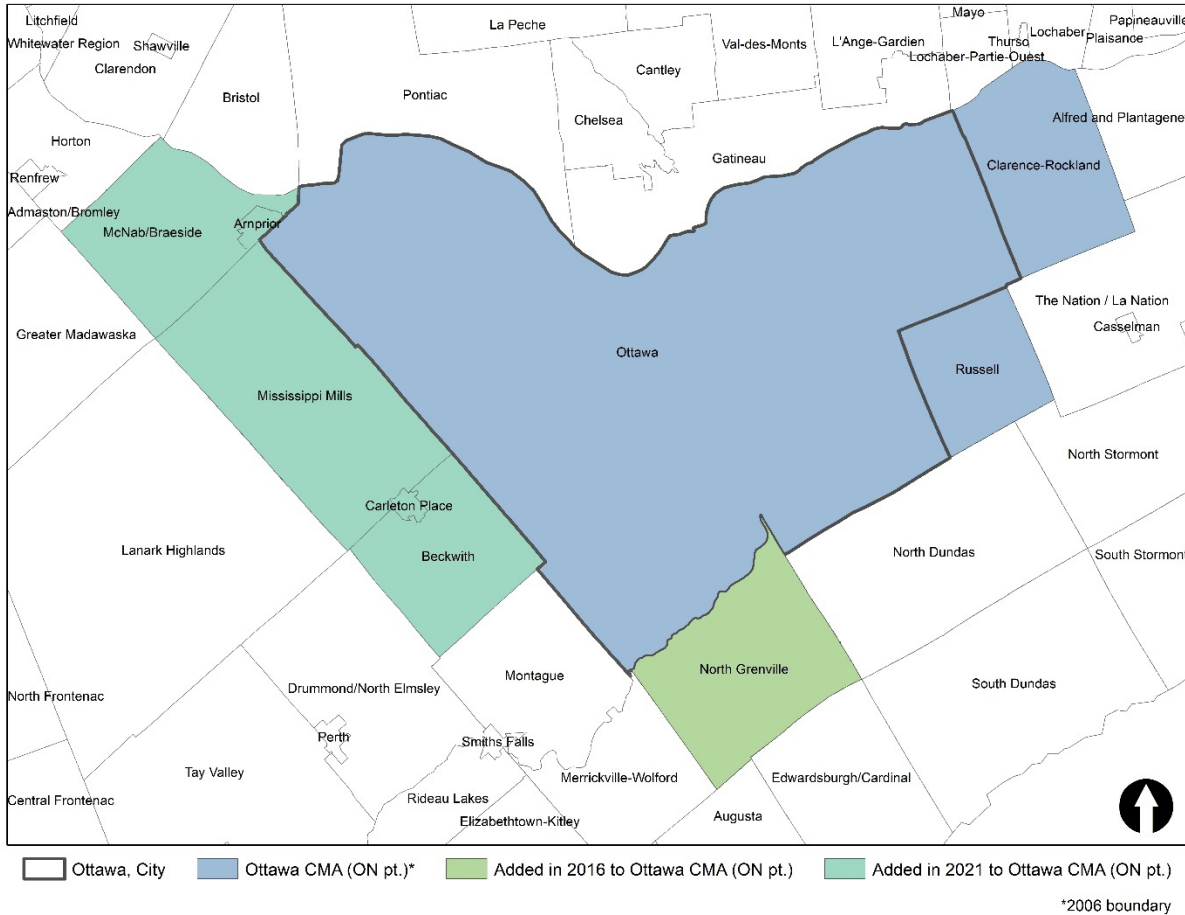 La Peche
Mayo
Papineauville
Litchfield
Lochaber
Thurso
Plaisance
Whitewater Region
Shawville
Val-des-Monts
L'Ange-Gardien
Lochaber-Partie-Ouest
Clarendon
Cantley
Bristol
Pontiac
Chelsea
Alfred and Plantagene
Horton
Gatineau
Clarence-Rockland
Renfrew
Admaston/Bromley
McNab/Braeside
Arnprior
The Nation / La Nation
Casselman
Greater Madawaska
Ottawa
Russell
Mississippi Mills
North Stormont
Carleton Place
Lanark Highlands
Beckwith
North Dundas
South Stormont
North Grenville
Montague
South Dundas
North Frontenac
Drummond/North Elmsley
Perth
Smiths Falls
Tay Valley
Merrickville-Wolford
Edwardsburgh/Cardinal
Central Frontenac
Rideau Lakes
Augusta
Elizabethtown-Kitley
Ottawa, City
Ottawa CMA (ON pt.)*
Added in 2016 to Ottawa CMA (ON pt.)
Added in 2021 to Ottawa CMA (ON pt.)
*2006 boundary